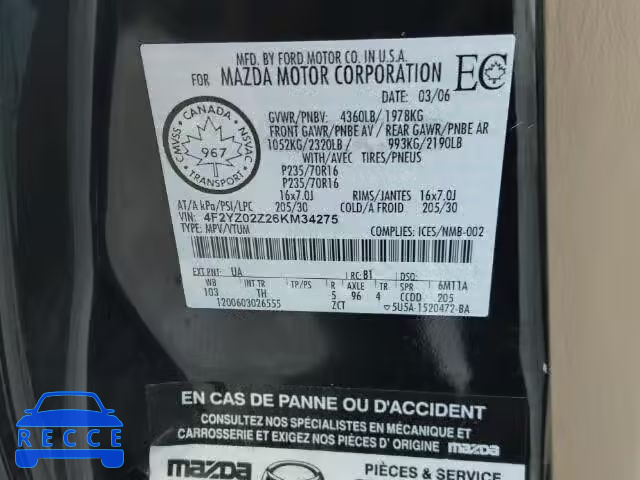 MFD. BY FORD MOTOR CO. IN U.S.A.
FOR MAZDA MOTOR CORPORATION
EC
DATE: 03/06
CANADA
CMVSS
NSVAC
967
TRANSPORT
GVWR/PNBV: 4360LB/1978KG
FRONT GAWR/PNBE AV / REAR GAWR/PNBE AR
1052KG/2320LB / 993KG/2190LB
WITH/AVEC TIRES/PNEUS
P235/70R16
P235/70R16
16x7.0J RIMS/JANTES 16x7.0J
AT/A kPa/PSI/LPC 205/30 COLD/A FROID 205/30
VIN: 4F2YZ02Z26KM34275
TYPE: MPV/VTUM COMPLIES: ICES/NMB-002
EXT PNT: UA RC: B1 DSO:
WB INT TR TP/PS R AXLE TR SPR 6M11A
103 TH 5 96 4 CCDD 205
1200603026555 ZCT ▽5U5A-1520472-BA
EN CAS DE PANNE OU D'ACCIDENT
CONSULTEZ NOS SPÉCIALISTES EN MÉCANIQUE ET
CARROSSERIE ET EXIGEZ NOS PIÈCES D' ORIGINE mazda
mazda
PIÈCES & SERVICE
RECCE